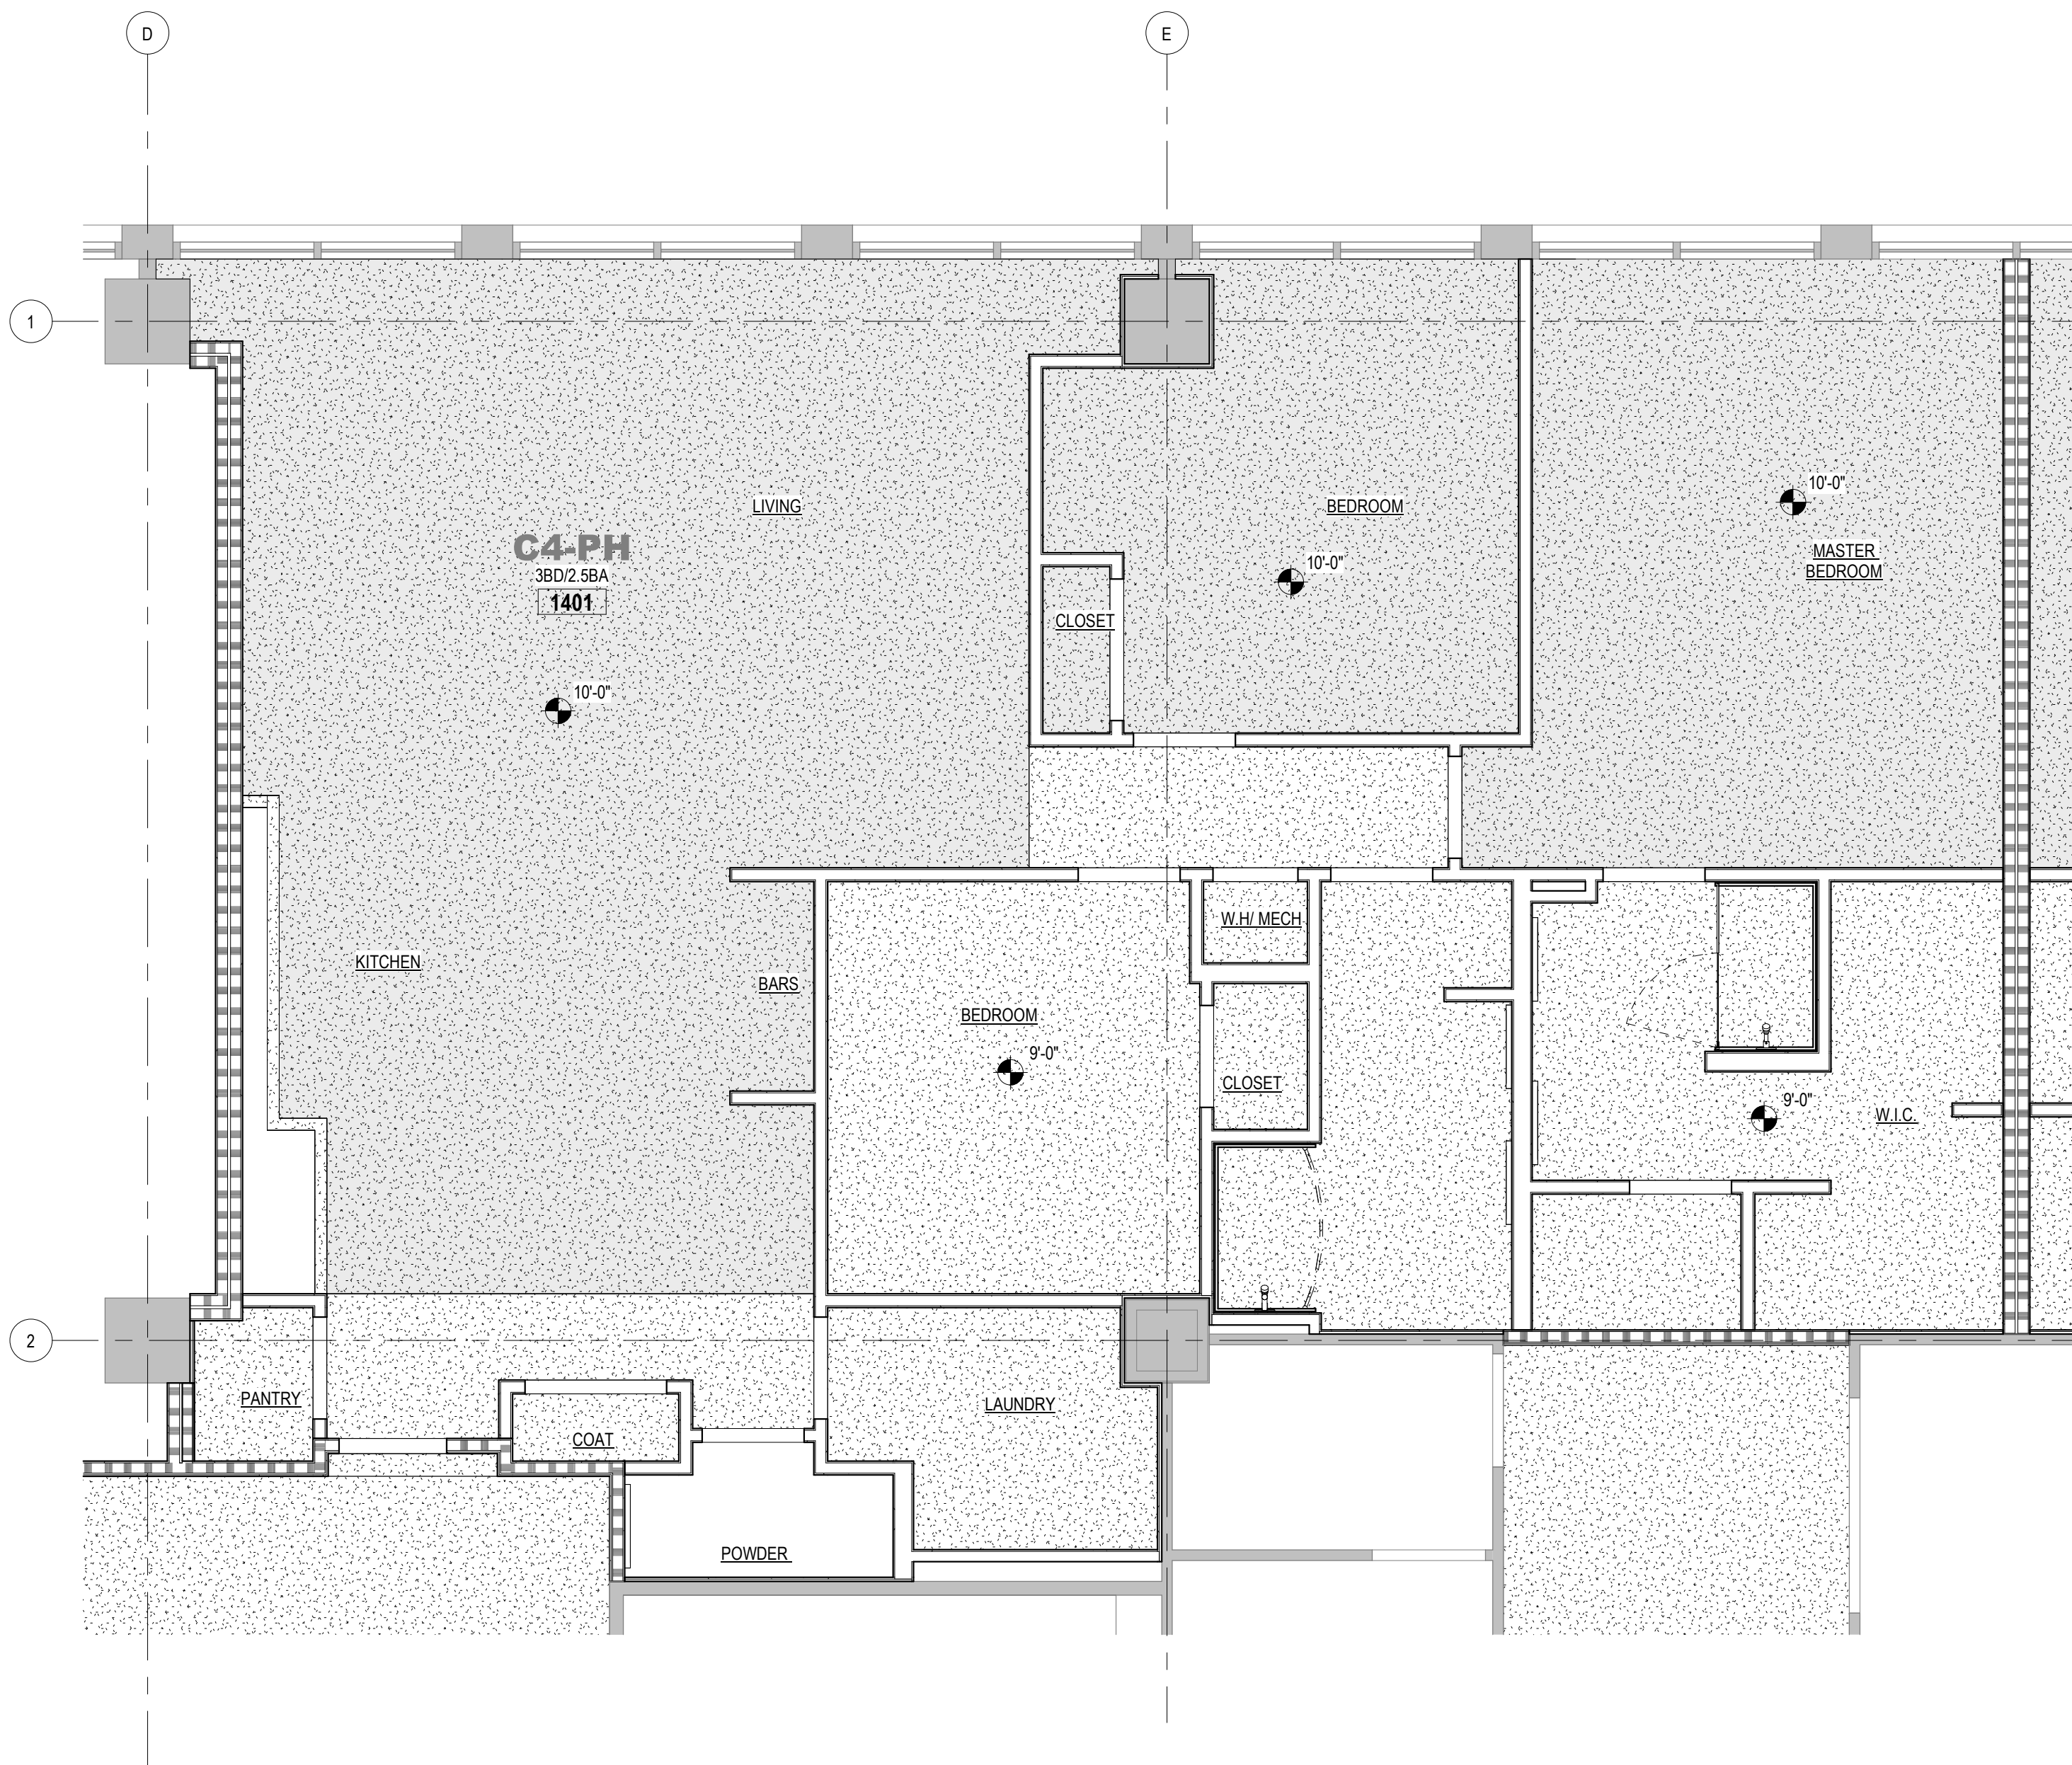 D
E
1
LIVING
BEDROOM
10'-0"
MASTER
BEDROOM
C4-PH
3BD/2.5BA
1401
10'-0"
CLOSET
10'-0"
W.H/ MECH
KITCHEN
BARS
BEDROOM
9'-0"
CLOSET
9'-0"
W.I.C.
2
PANTRY
LAUNDRY
COAT
POWDER